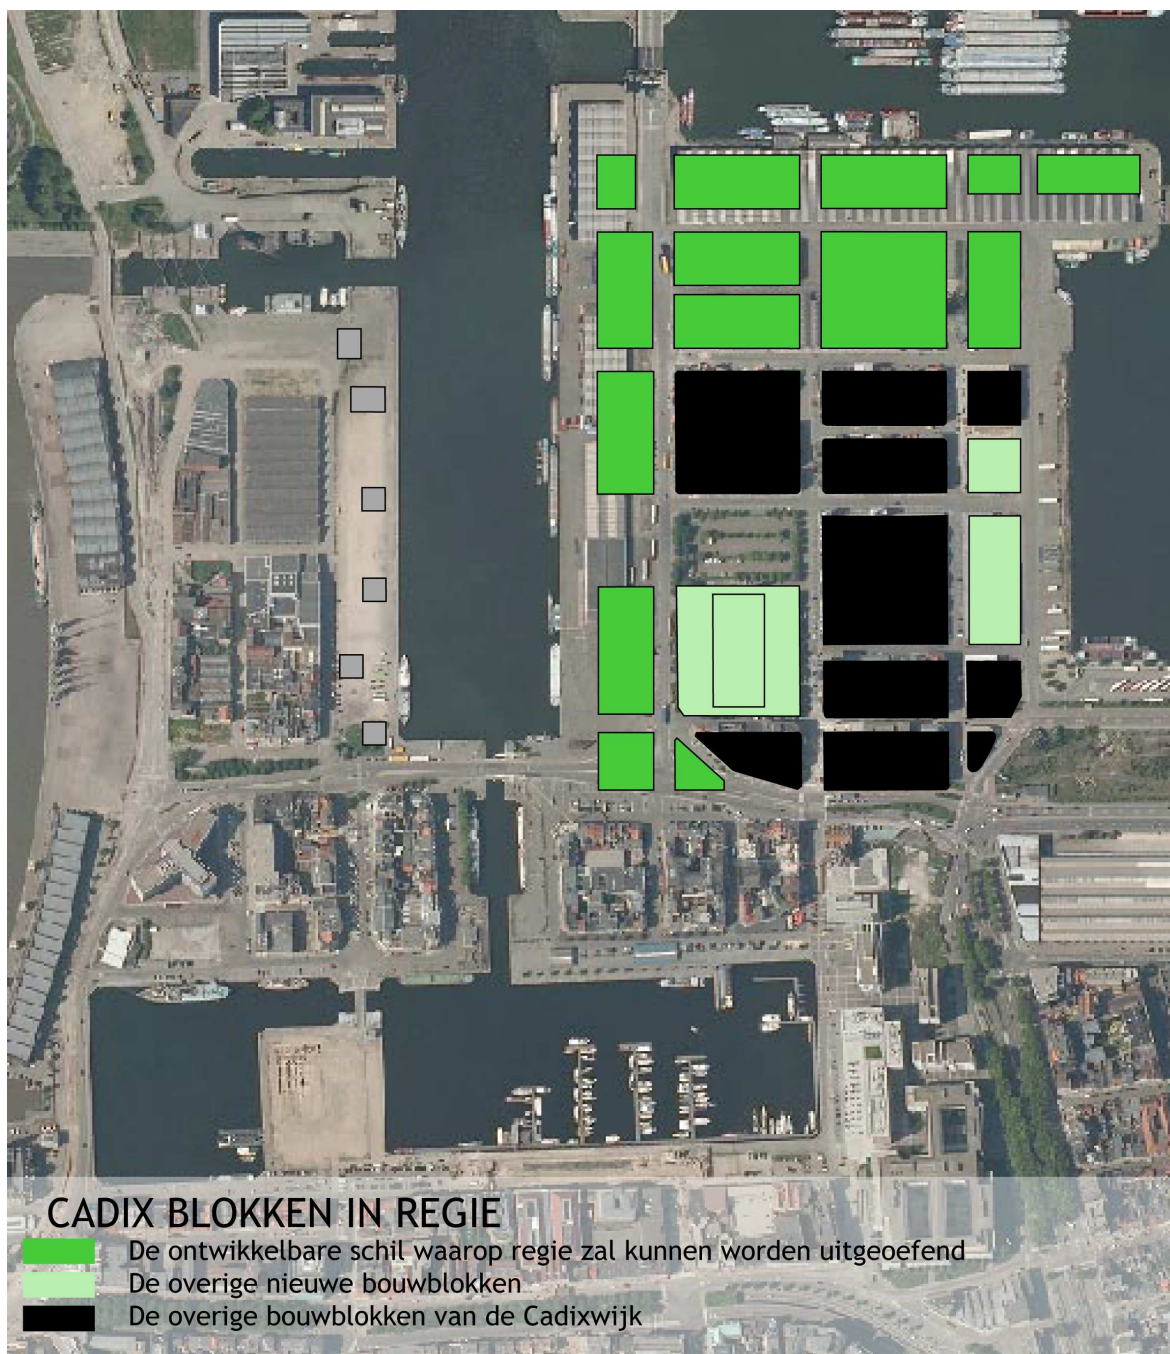 CADIX BLOKKEN IN REGIE
De ontwikkelbare schil waarop regie zal kunnen worden uitgeoefend
De overige nieuwe bouwblokken
De overige bouwblokken van de Cadixwijk